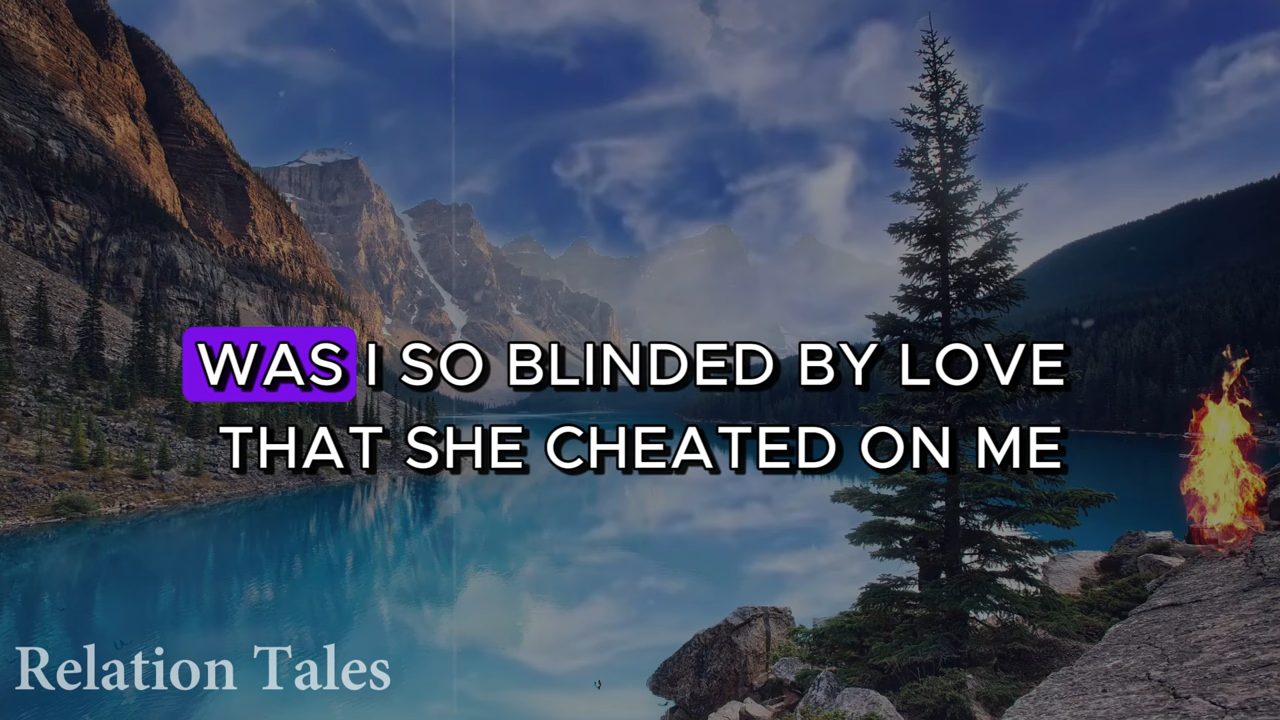 WAS I SO BLINDED BY LOVE
THAT SHE CHEATED ON ME
Relation Tales